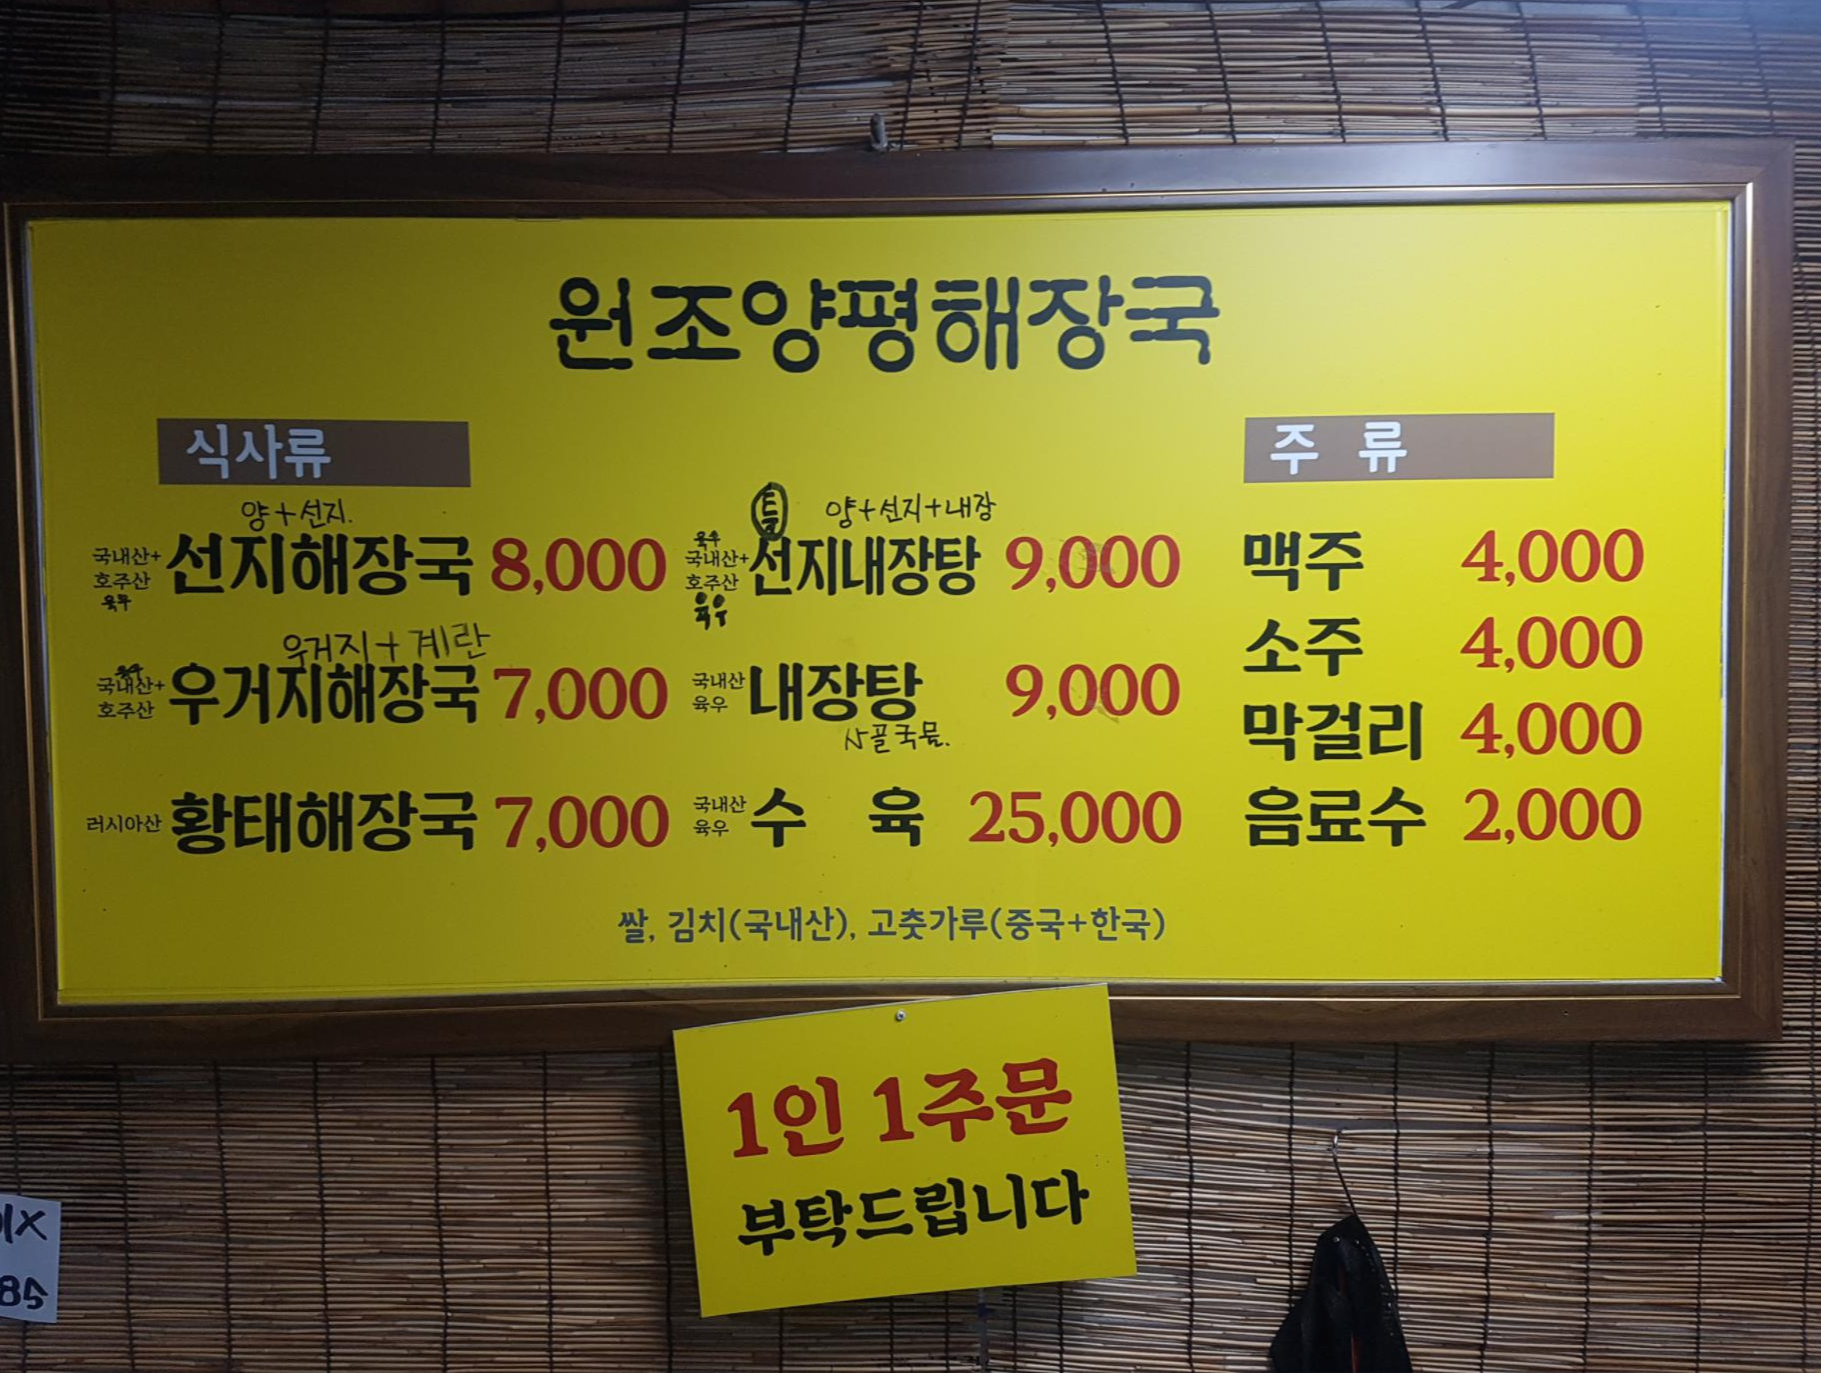 원조양평해장국
식사류
양+선지.
국내산+
호주산
육우
선지해장국 8,000
우거지+계란
육우
국내산+
호주산
우거지해장국 7,000
러시아산
황태해장국 7,000
특
양+선지+내장
육우
국내산+
호주산
육우
선지내장탕 9,000
국내산
육우
내장탕 9,000
사골국물.
국내산
육우
수 육 25,000
주 류
맥주 4,000
소주 4,000
막걸리 4,000
음료수 2,000
쌀, 김치(국내산), 고춧가루(중국+한국)
1인 1주문
부탁드립니다